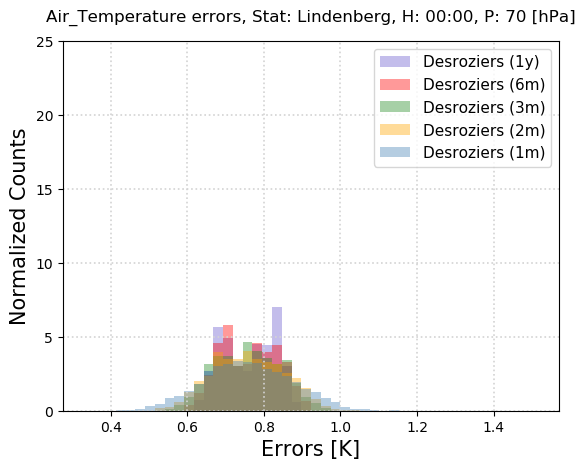 Air_Temperature errors, Stat: Lindenberg, H: 00:00, P: 70 [hPa]
Desroziers (1y)
Desroziers (6m)
Desroziers (3m)
Desroziers (2m)
Desroziers (1m)
Normalized Counts
25
20
15
10
5
0
0.4 0.6 0.8 1.0 1.2 1.4
Errors [K]